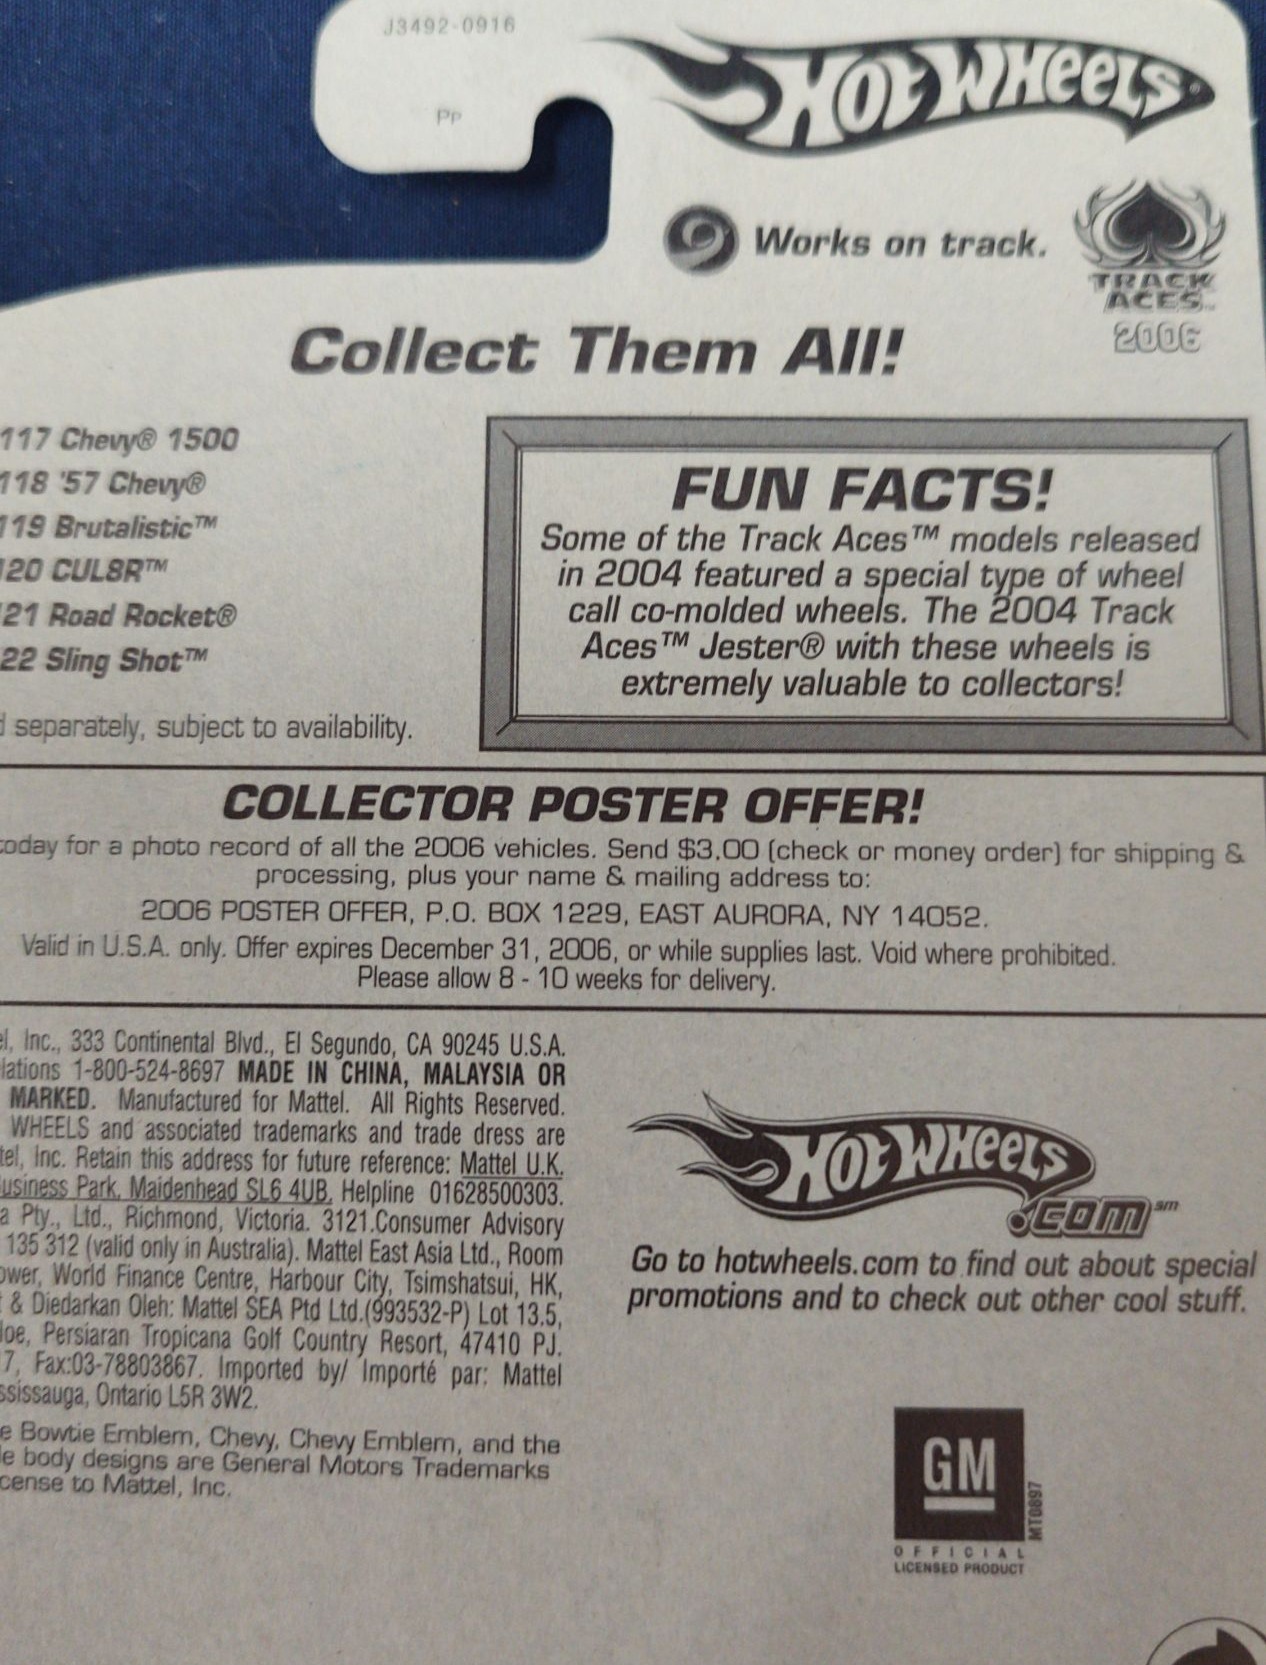 J3492-0916
Pp
HOT WHEELS
Works on track.
TRACK
ACES™
2006
Collect Them All!
117 Chevy® 1500
118 '57 Chevy®
119 Brutalistic™
120 CUL8R™
21 Road Rocket®
22 Sling Shot™
separately, subject to availability.
FUN FACTS!
Some of the Track Aces™ models released
in 2004 featured a special type of wheel
call co-molded wheels. The 2004 Track
Aces™ Jester® with these wheels is
extremely valuable to collectors!
COLLECTOR POSTER OFFER!
today for a photo record of all the 2006 vehicles. Send $3.00 (check or money order) for shipping &
processing, plus your name & mailing address to:
2006 POSTER OFFER, P.O. BOX 1229, EAST AURORA, NY 14052.
Valid in U.S.A. only. Offer expires December 31, 2006, or while supplies last. Void where prohibited.
Please allow 8 - 10 weeks for delivery.
el, Inc., 333 Continental Blvd., El Segundo, CA 90245 U.S.A.
lations 1-800-524-8697 MADE IN CHINA, MALAYSIA OR
MARKED. Manufactured for Mattel. All Rights Reserved.
WHEELS and associated trademarks and trade dress are
tel, Inc. Retain this address for future reference: Mattel U.K.
usiness Park, Maidenhead SL6 4UB. Helpline 01628500303.
a Pty., Ltd., Richmond, Victoria. 3121.Consumer Advisory
135 312 (valid only in Australia). Mattel East Asia Ltd., Room
ower, World Finance Centre, Harbour City, Tsimshatsui, HK,
& Diedarkan Oleh: Mattel SEA Ptd Ltd.(993532-P) Lot 13.5,
oe, Persiaran Tropicana Golf Country Resort, 47410 PJ.
7, Fax:03-78803867. Imported by/ Importé par: Mattel
ssissauga, Ontario L5R 3W2.
e Bowtie Emblem, Chevy, Chevy Emblem, and the
le body designs are General Motors Trademarks
cense to Mattel, Inc.
HOT WHEELS
.com℠
Go to hotwheels.com to find out about special
promotions and to check out other cool stuff.
GM
MT0897
OFFICIAL
LICENSED PRODUCT